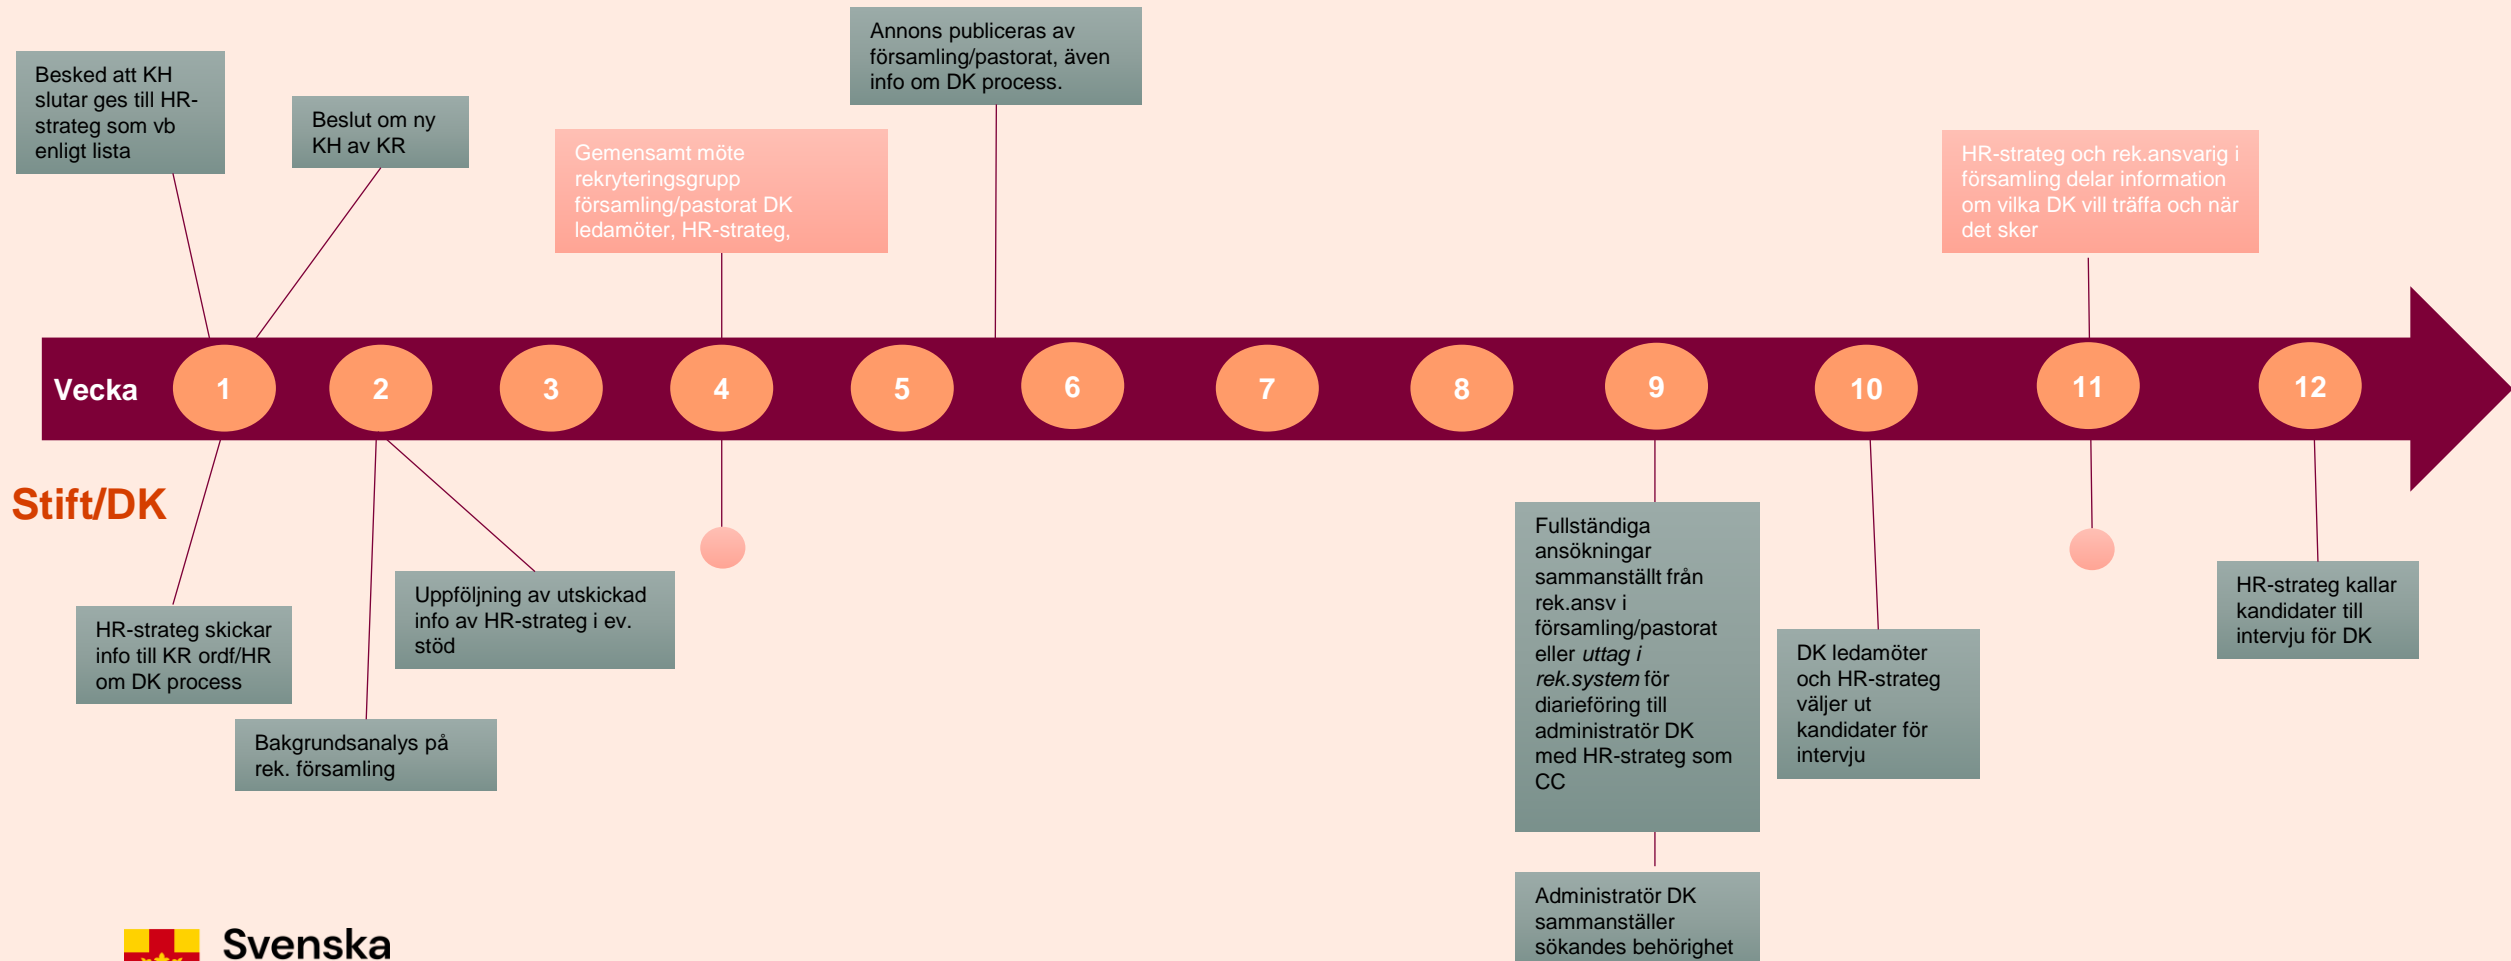 Besked att KH
slutar ges till HR-
strateg som vb
enligt lista
Beslut om ny
KH av KR
Gemensamt möte
rekryteringsgrupp
församling/pastorat DK
ledamöter, HR-strateg,
Annons publiceras av
församling/pastorat, även
info om DK process.
HR-strateg och rek.ansvarig i
församling delar information
om vilka DK vill träffa och när
det sker
Vecka 1 2 3 4 5 6 7 8 9 10 11 12
Stift/DK
HR-strateg skickar
info till KR ordf/HR
om DK process
Bakgrundsanalys på
rek. församling
Uppföljning av utskickad
info av HR-strateg i ev.
stöd
Fullständiga
ansökningar
sammanställt från
rek.ansv i
församling/pastorat
eller uttag i
rek.system för
diarieföring till
administratör DK
med HR-strateg som
CC
Administratör DK
sammanställer
sökandes behörighet
DK ledamöter
och HR-strateg
väljer ut
kandidater för
intervju
HR-strateg kallar
kandidater till
intervju för DK
Svenska